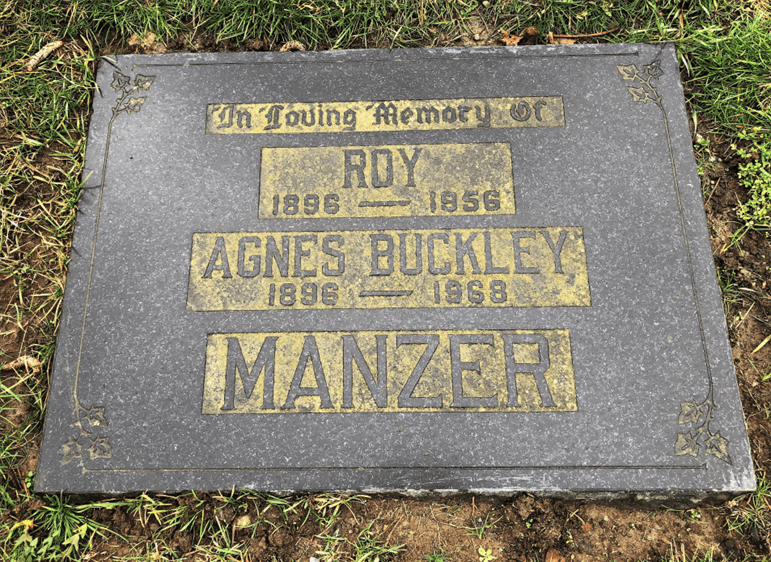 In Loving Memory Of
ROY
1896 — 1956
AGNES BUCKLEY
1896 — 1968
MANZER